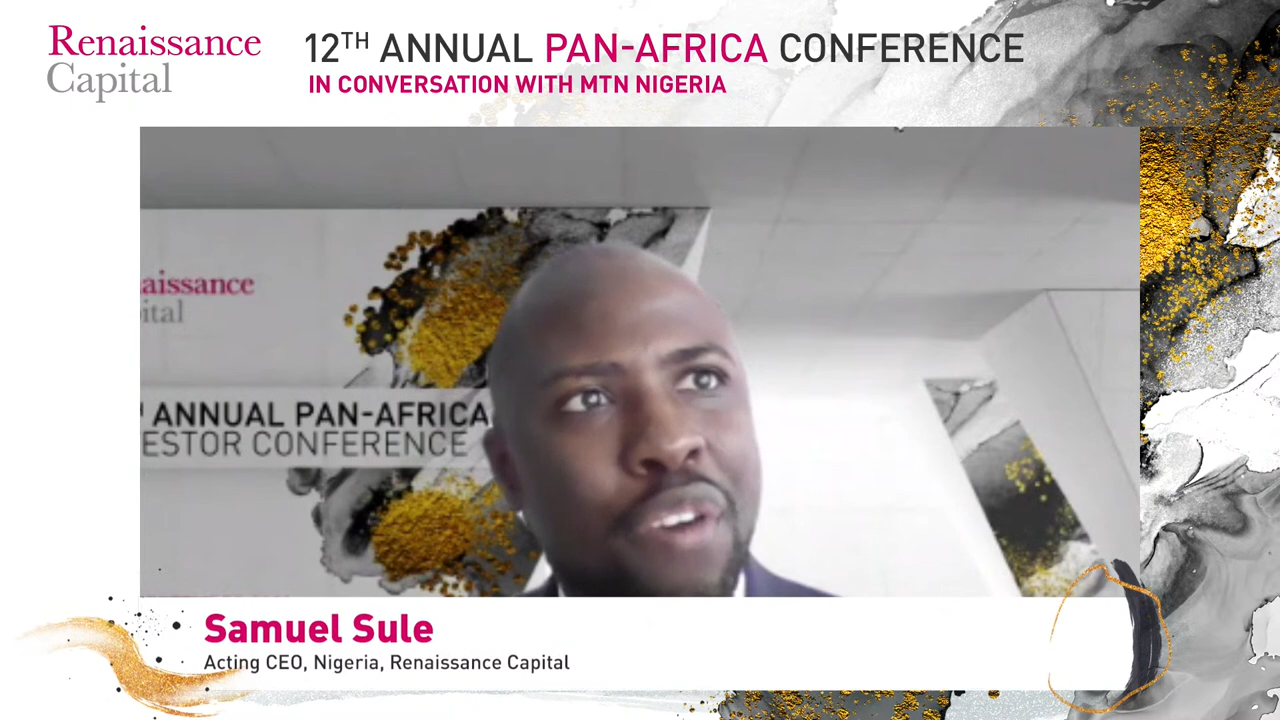 Renaissance
Capital
12TH ANNUAL PAN-AFRICA CONFERENCE
IN CONVERSATION WITH MTN NIGERIA
aissance
ital
ANNUAL PAN-AFRICA
ESTOR CONFERENCE
Samuel Sule
Acting CEO, Nigeria, Renaissance Capital